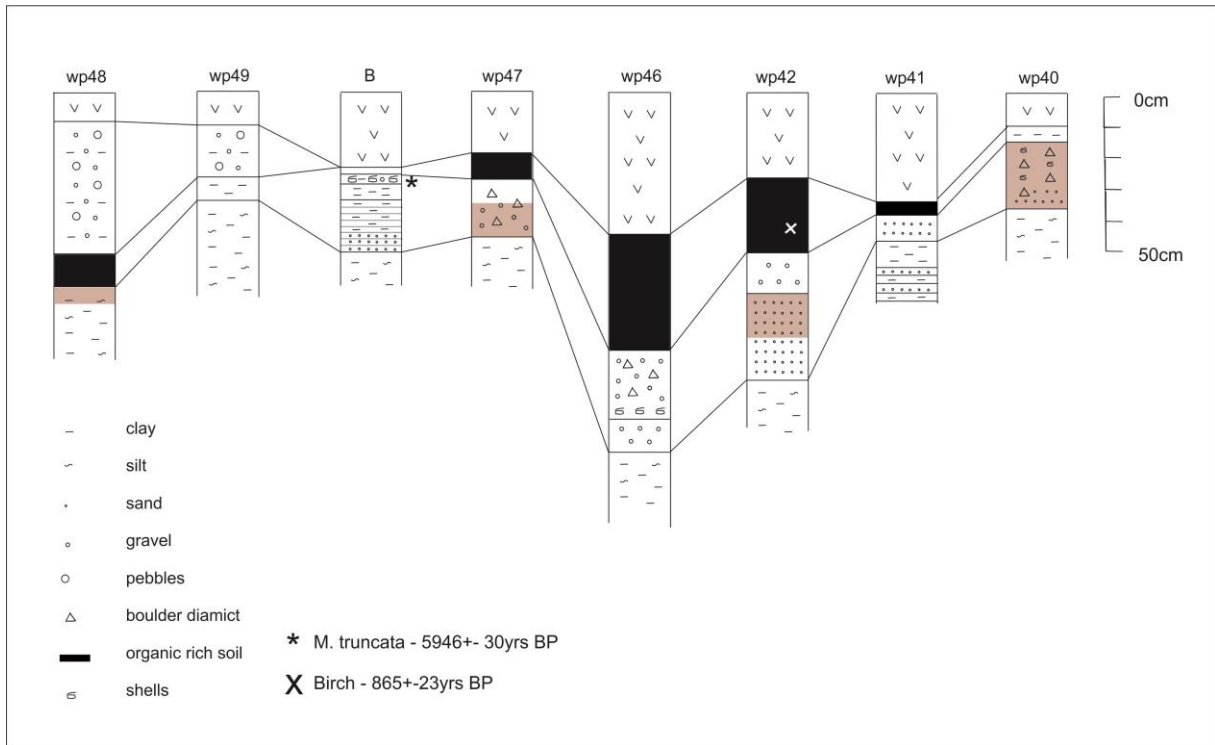 wp48
wp49
B
wp47
wp46
wp42
wp41
wp40
0cm
50cm
clay
silt
sand
gravel
pebbles
boulder diamict
organic rich soil
shells
* M. truncata - 5946+- 30yrs BP
X Birch - 865+-23yrs BP